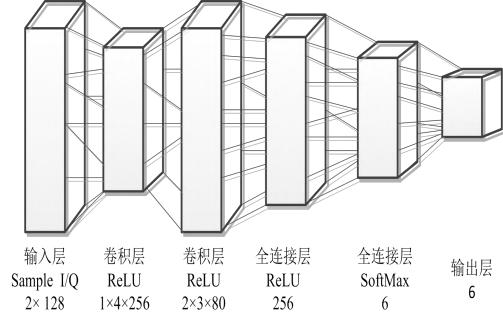 输入层
Sample I/Q
2× 128
卷积层
ReLU
1×4×256
卷积层
ReLU
2×3×80
全连接层
ReLU
256
全连接层
SoftMax
6
输出层
6